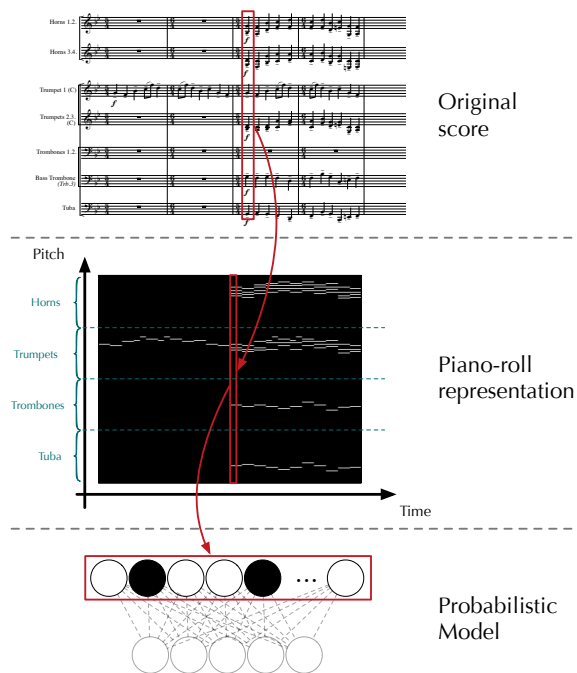 Horns 1.2.
Horns 3.4.
f
Trumpet 1 (C)
f
Trumpets 2.3.
(C)
f
Trombones 1.2.
Bass Trombone
(Trb.3)
f
Tuba
f
Original
score
Pitch
Horns
Trumpets
Trombones
Tuba
Time
Piano-roll
representation
...
Probabilistic
Model